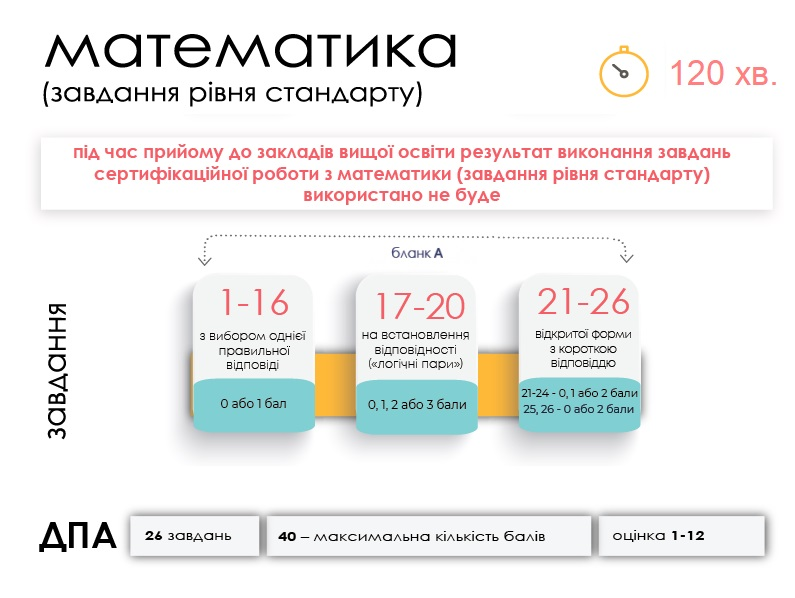 математика
(завдання рівня стандарту)
120 хв.
під час прийому до закладів вищої освіти результат виконання завдань
сертифікаційної роботи з математики (завдання рівня стандарту)
використано не буде
бланк А
завдання
1-16
з вибором однієї
правильної
відповіді
0 або 1 бал
17-20
на встановлення
відповідності
(«логічні пари»)
0, 1, 2 або 3 бали
21-26
відкритої форми
з короткою
відповіддю
21-24 - 0, 1 або 2 бали
25, 26 - 0 або 2 бали
ДПА
26 завдань
40 – максимальна кількість балів
оцінка 1-12